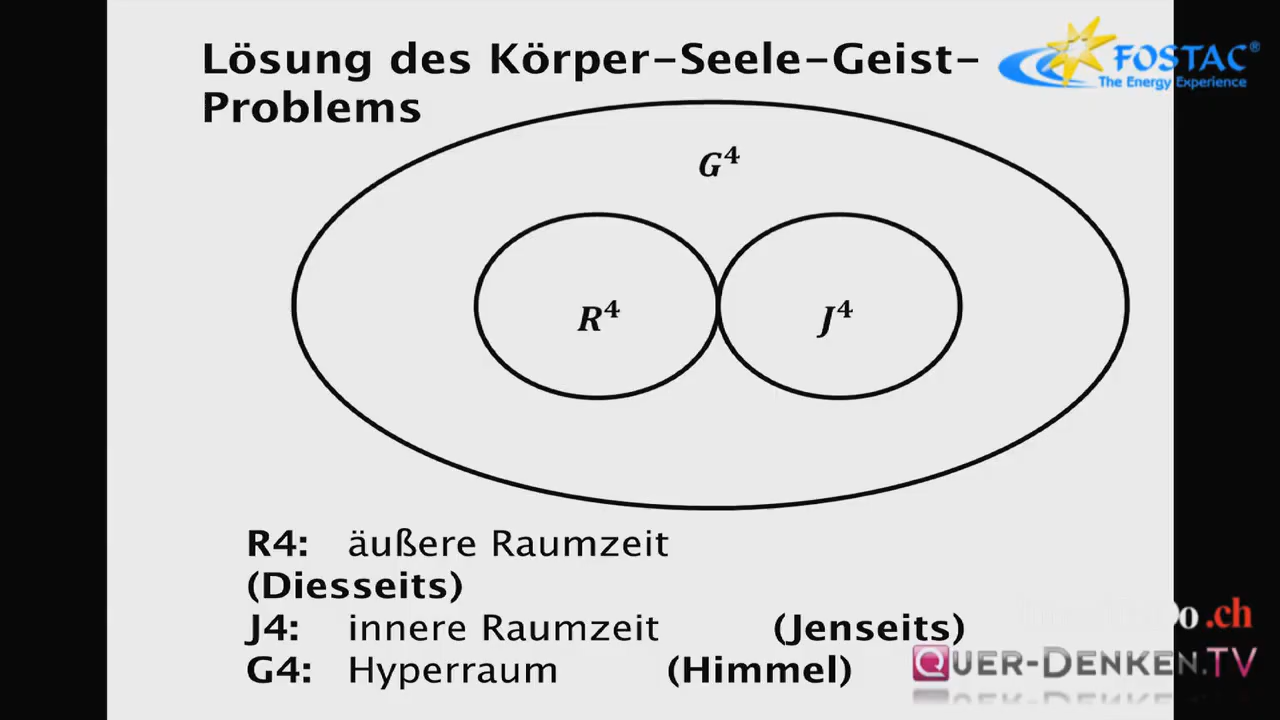 Lösung des Körper-Seele-Geist-
Problems
FOSTAC®
The Energy Experience
G⁴
R⁴ J⁴
R4: äußere Raumzeit
(Diesseits)
J4: innere Raumzeit (Jenseits)
G4: Hyperraum (Himmel)
.ch
QUER-DENKEN.TV